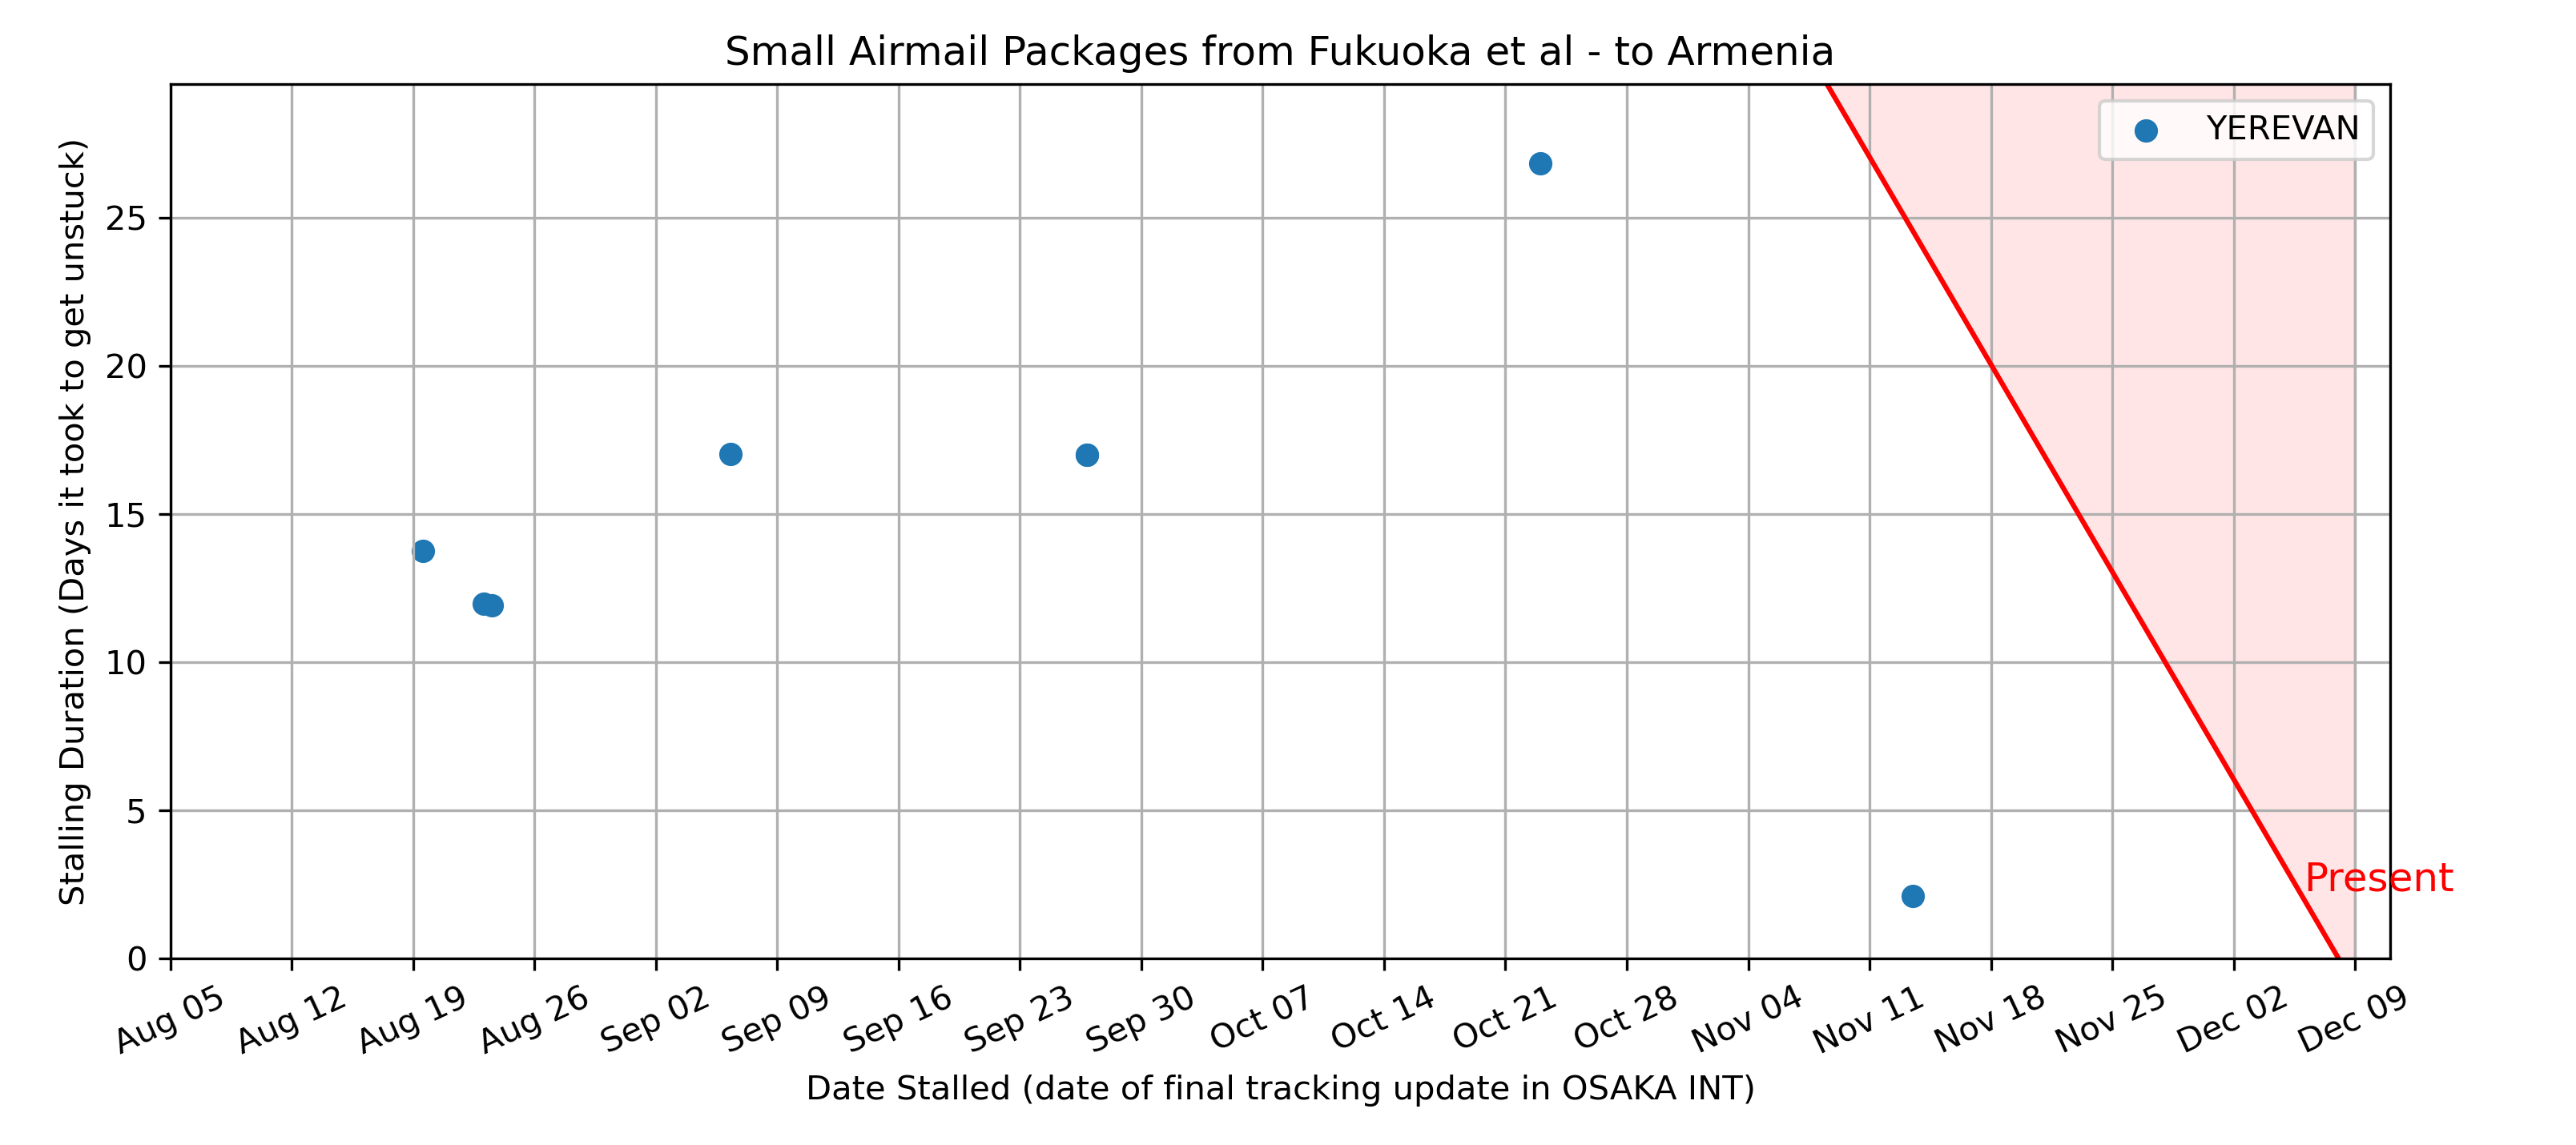 Small Airmail Packages from Fukuoka et al - to Armenia
YEREVAN
Stalling Duration (Days it took to get unstuck)
25
20
15
10
5
0
Present
Aug 05
Aug 12
Aug 19
Aug 26
Sep 02
Sep 09
Sep 16
Sep 23
Sep 30
Oct 07
Oct 14
Oct 21
Oct 28
Nov 04
Nov 11
Nov 18
Nov 25
Dec 02
Dec 09
Date Stalled (date of final tracking update in OSAKA INT)